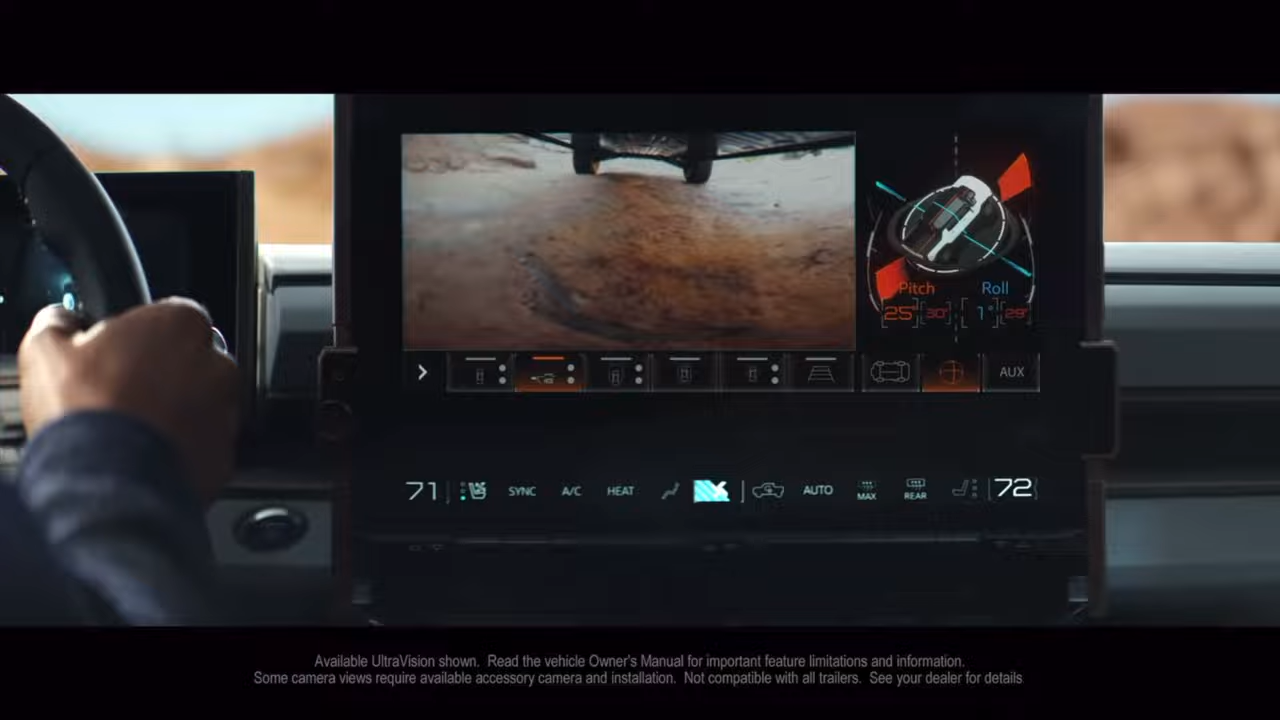 Pitch Roll
25° 30° 1° 29°
AUX
71 SYNC A/C HEAT AUTO MAX REAR 72
Available UltraVision shown. Read the vehicle Owner's Manual for important feature limitations and information.
Some camera views require available accessory camera and installation. Not compatible with all trailers. See your dealer for details